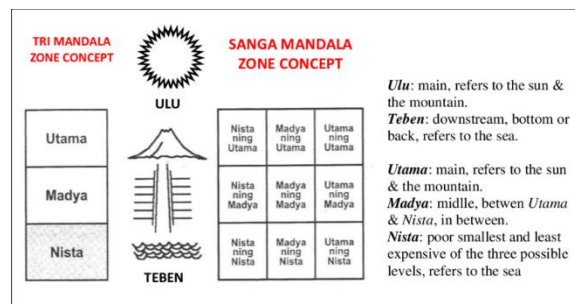 TRI MANDALA
ZONE CONCEPT
SANGA MANDALA
ZONE CONCEPT
ULU
Utama
Madya
Nista
TEBEN
Nista
ning
Utama
Madya
ning
Utama
Utama
ning
Utama
Nista
ning
Madya
Madya
ning
Madya
Utama
ning
Madya
Nista
ning
Nista
Madya
ning
Nista
Utama
ning
Nista
Ulu: main, refers to the sun &
the mountain.
Teben: downstream, bottom or
back, refers to the sea.
Utama: main, refers to the sun
& the mountain.
Madya: middle, betwen Utama
& Nista, in between.
Nista: poor smallest and least
expensive of the three possible
levels, refers to the sea